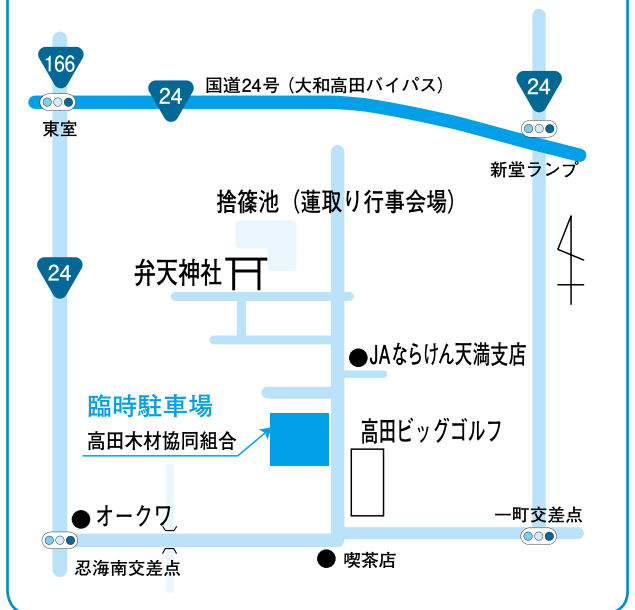 166
24
国道24号（大和高田バイパス）
24
東室
新堂ランプ
捨篠池（蓮取り行事会場）
弁天神社
24
JAならけん天満支店
臨時駐車場
高田木材協同組合
高田ビッグゴルフ
オークワ
一町交差点
忍海南交差点
喫茶店